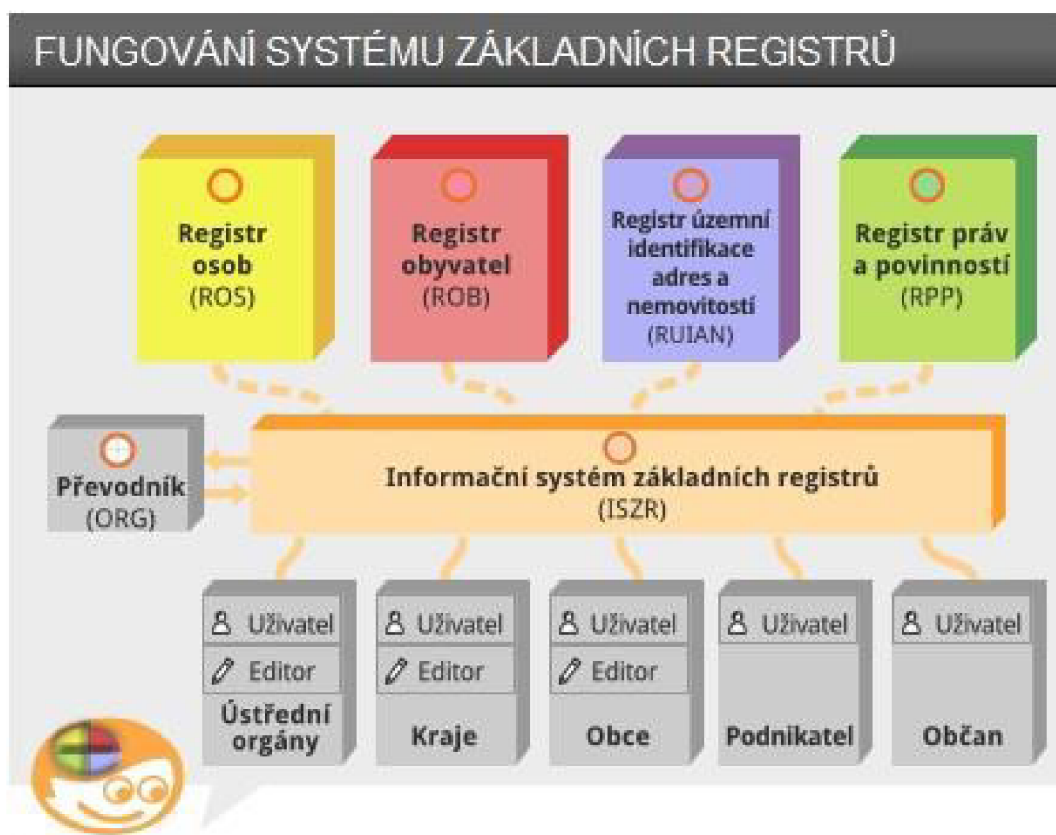 FUNGOVÁNÍ SYSTÉMU ZÁKLADNÍCH REGISTRŮ
Registr
osob
(ROS)
Registr
obyvatel
(ROB)
Registr územní
identifikace
adres a
nemovitostí
(RUIAN)
Registr práv
a povinností
(RPP)
Převodník
(ORG)
Informační systém základních registrů
(ISZR)
Uživatel
Editor
Ústřední
orgány
Uživatel
Editor
Kraje
Uživatel
Editor
Obce
Uživatel
Podnikatel
Uživatel
Občan